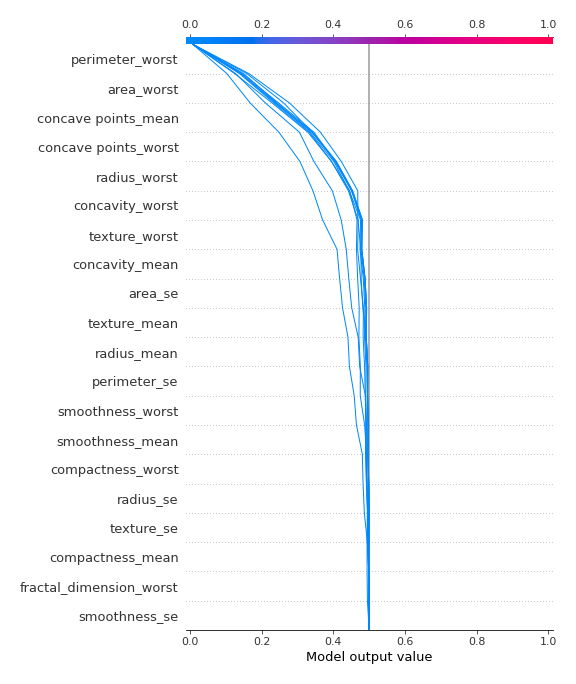 0.0 0.2 0.4 0.6 0.8 1.0
perimeter_worst
area_worst
concave points_mean
concave points_worst
radius_worst
concavity_worst
texture_worst
concavity_mean
area_se
texture_mean
radius_mean
perimeter_se
smoothness_worst
smoothness_mean
compactness_worst
radius_se
texture_se
compactness_mean
fractal_dimension_worst
smoothness_se
0.0 0.2 0.4 0.6 0.8 1.0
Model output value